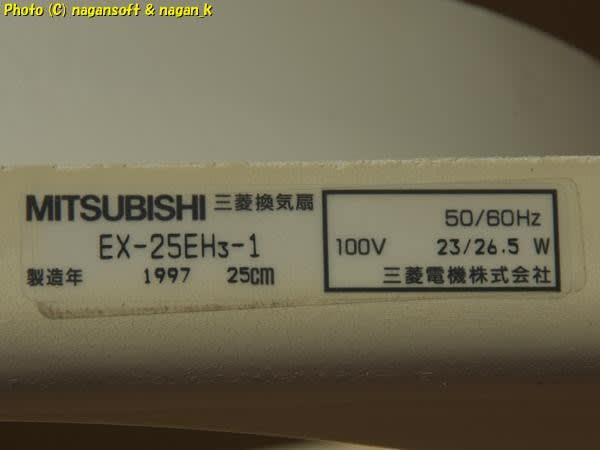 Photo (C) nagansoft & nagan_k
MITSUBISHI 三菱換気扇
EX-25EH3-1
製造年 1997 25cm
50/60Hz
100V 23/26.5 W
三菱電機株式会社